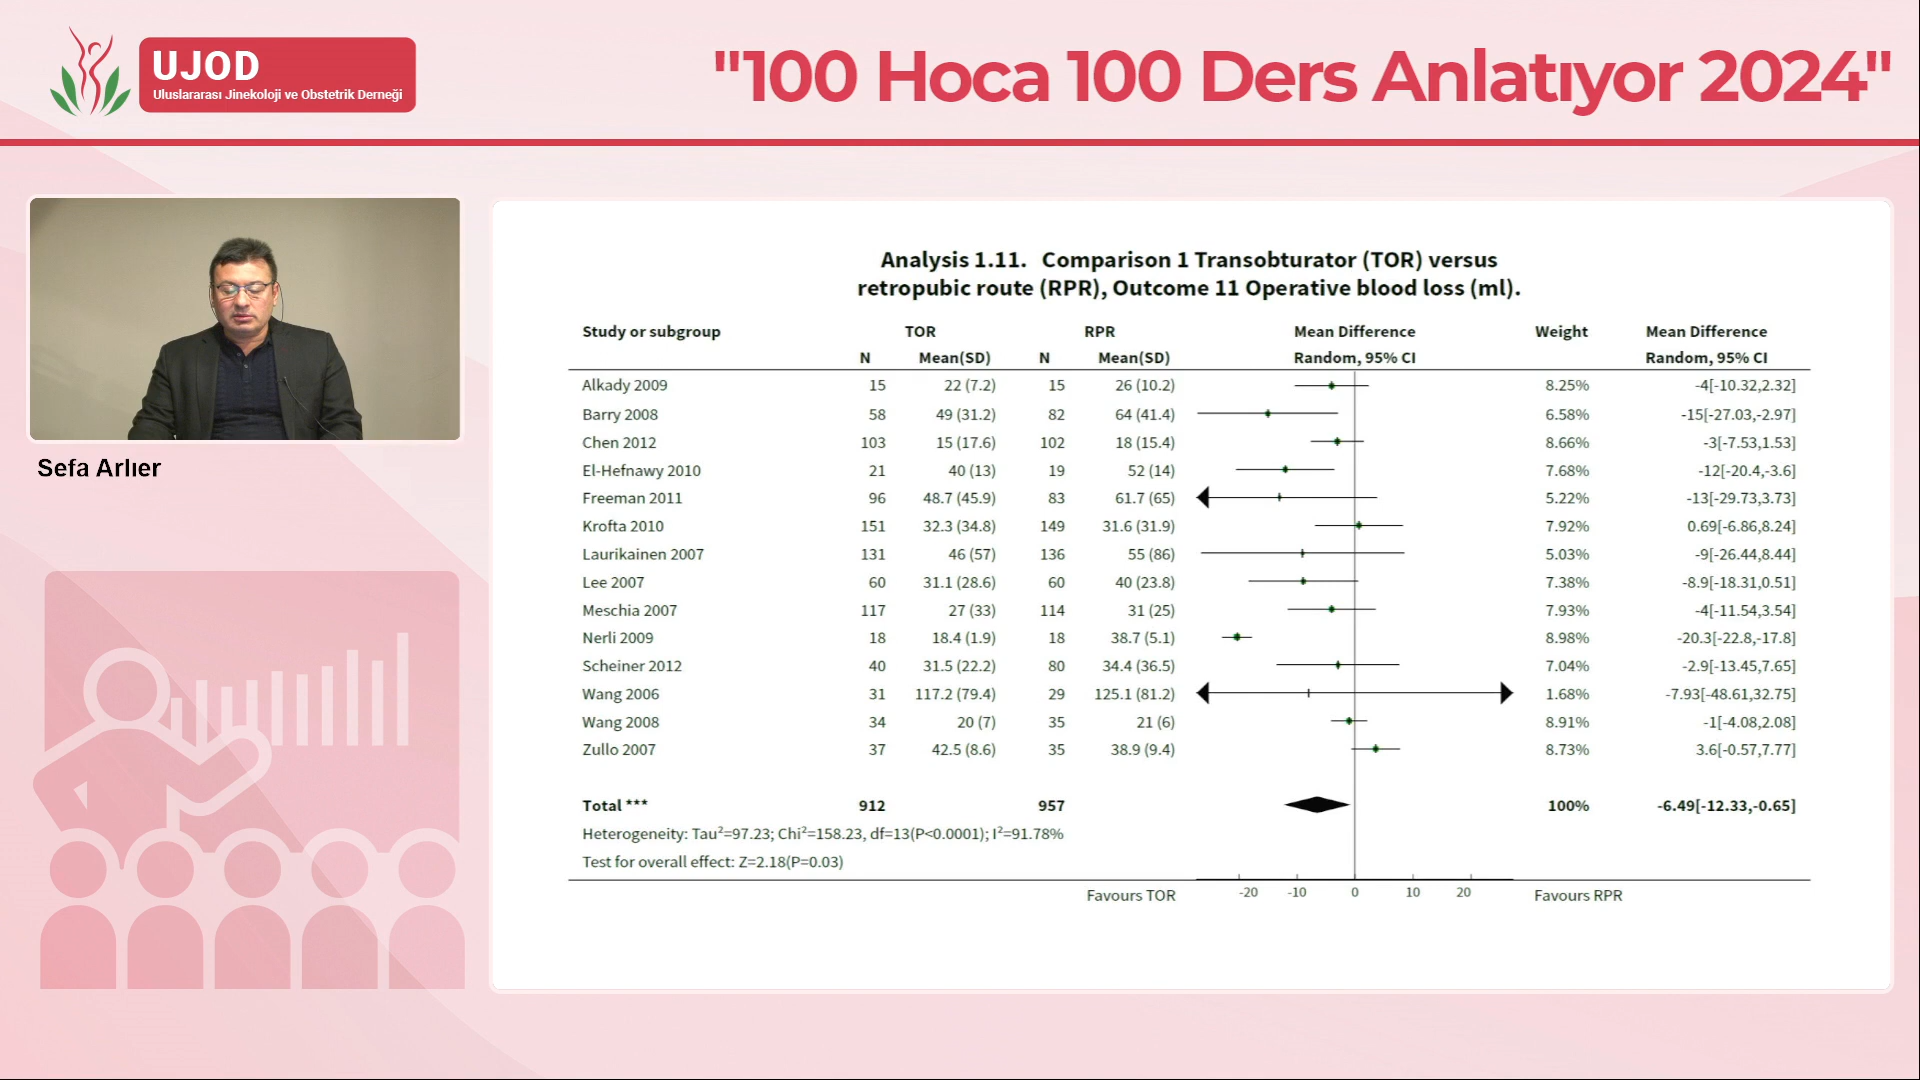 UJOD
Uluslararası Jinekoloji ve Obstetrik Derneği
"100 Hoca 100 Ders Anlatıyor 2024"
Sefa Arlıer
Analysis 1.11. Comparison 1 Transobturator (TOR) versus
retropubic route (RPR), Outcome 11 Operative blood loss (ml).
Study or subgroup TOR RPR Mean Difference Weight Mean Difference
N Mean(SD) N Mean(SD) Random, 95% CI Random, 95% CI
Alkady 2009 15 22 (7.2) 15 26 (10.2) 8.25% -4[-10.32,2.32]
Barry 2008 58 49 (31.2) 82 64 (41.4) 6.58% -15[-27.03,-2.97]
Chen 2012 103 15 (17.6) 102 18 (15.4) 8.66% -3[-7.53,1.53]
El-Hefnawy 2010 21 40 (13) 19 52 (14) 7.68% -12[-20.4,-3.6]
Freeman 2011 96 48.7 (45.9) 83 61.7 (65) 5.22% -13[-29.73,3.73]
Krofta 2010 151 32.3 (34.8) 149 31.6 (31.9) 7.92% 0.69[-6.86,8.24]
Laurikainen 2007 131 46 (57) 136 55 (86) 5.03% -9[-26.44,8.44]
Lee 2007 60 31.1 (28.6) 60 40 (23.8) 7.38% -8.9[-18.31,0.51]
Meschia 2007 117 27 (33) 114 31 (25) 7.93% -4[-11.54,3.54]
Nerli 2009 18 18.4 (1.9) 18 38.7 (5.1) 8.98% -20.3[-22.8,-17.8]
Scheiner 2012 40 31.5 (22.2) 80 34.4 (36.5) 7.04% -2.9[-13.45,7.65]
Wang 2006 31 117.2 (79.4) 29 125.1 (81.2) 1.68% -7.93[-48.61,32.75]
Wang 2008 34 20 (7) 35 21 (6) 8.91% -1[-4.08,2.08]
Zullo 2007 37 42.5 (8.6) 35 38.9 (9.4) 8.73% 3.6[-0.57,7.77]
Total *** 912 957 100% -6.49[-12.33,-0.65]
Heterogeneity: Tau²=97.23; Chi²=158.23, df=13(P<0.0001); I²=91.78%
Test for overall effect: Z=2.18(P=0.03)
Favours TOR -20 -10 0 10 20 Favours RPR